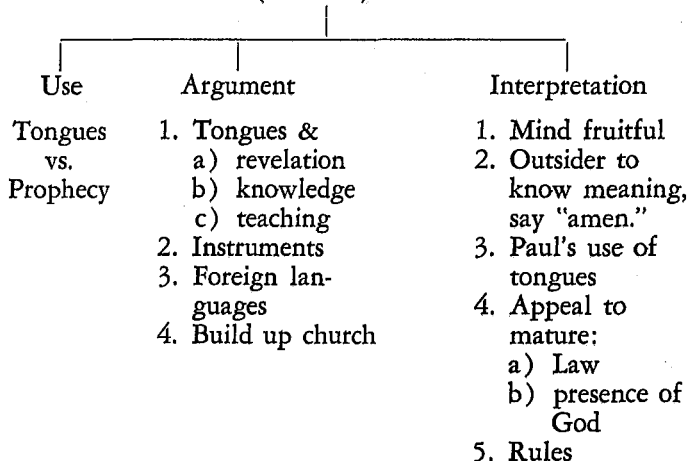 Use
Tongues
vs.
Prophecy
Argument
1. Tongues &
a) revelation
b) knowledge
c) teaching
2. Instruments
3. Foreign lan-
guages
4. Build up church
Interpretation
1. Mind fruitful
2. Outsider to
know meaning,
say "amen."
3. Paul's use of
tongues
4. Appeal to
mature:
a) Law
b) presence of
God
5. Rules